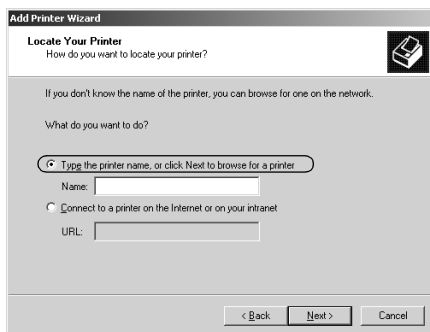 Add Printer Wizard
Locate Your Printer
How do you want to locate your printer?
If you don't know the name of the printer, you can browse for one on the network.
What do you want to do?
Type the printer name, or click Next to browse for a printer
Name:
Connect to a printer on the Internet or on your intranet
URL:
< Back Next > Cancel